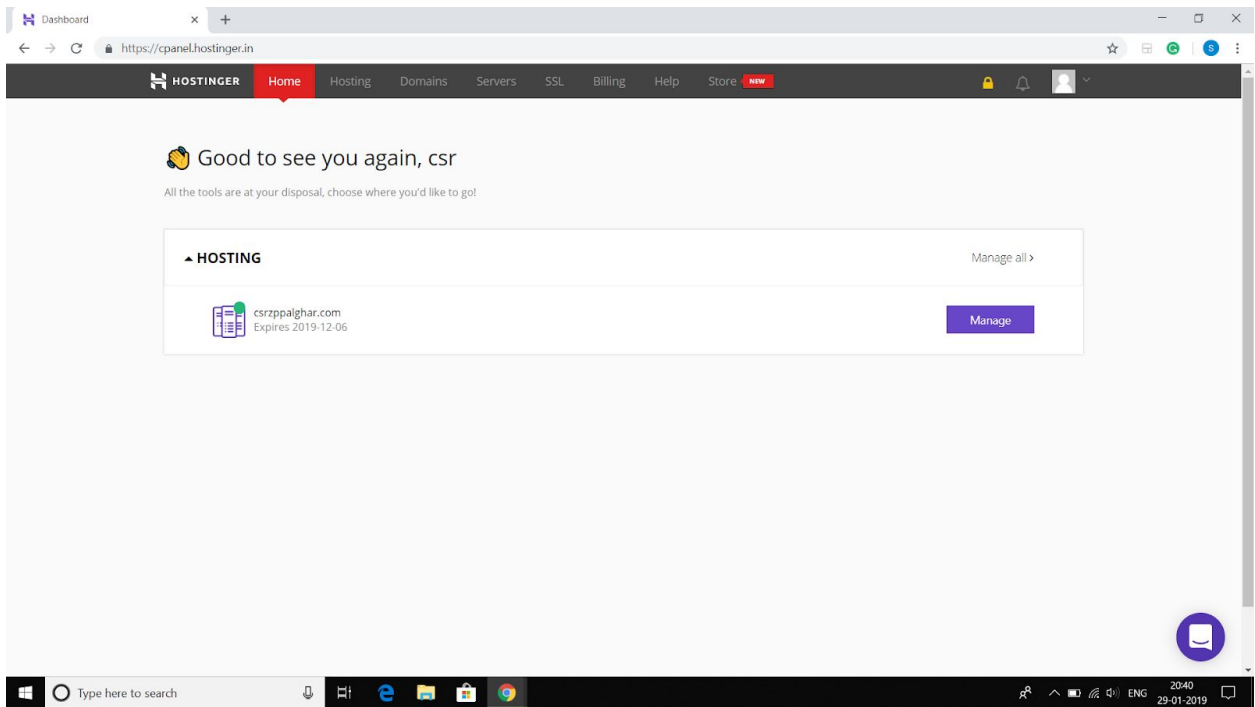 Dashboard
https://cpanel.hostinger.in
S
HOSTINGER Home Hosting Domains Servers SSL Billing Help Store NEW
Good to see you again, csr
All the tools are at your disposal, choose where you'd like to go!
HOSTING
Manage all >
csrzppalghar.com
Expires 2019-12-06
Manage
Type here to search
ENG
20:40
29-01-2019